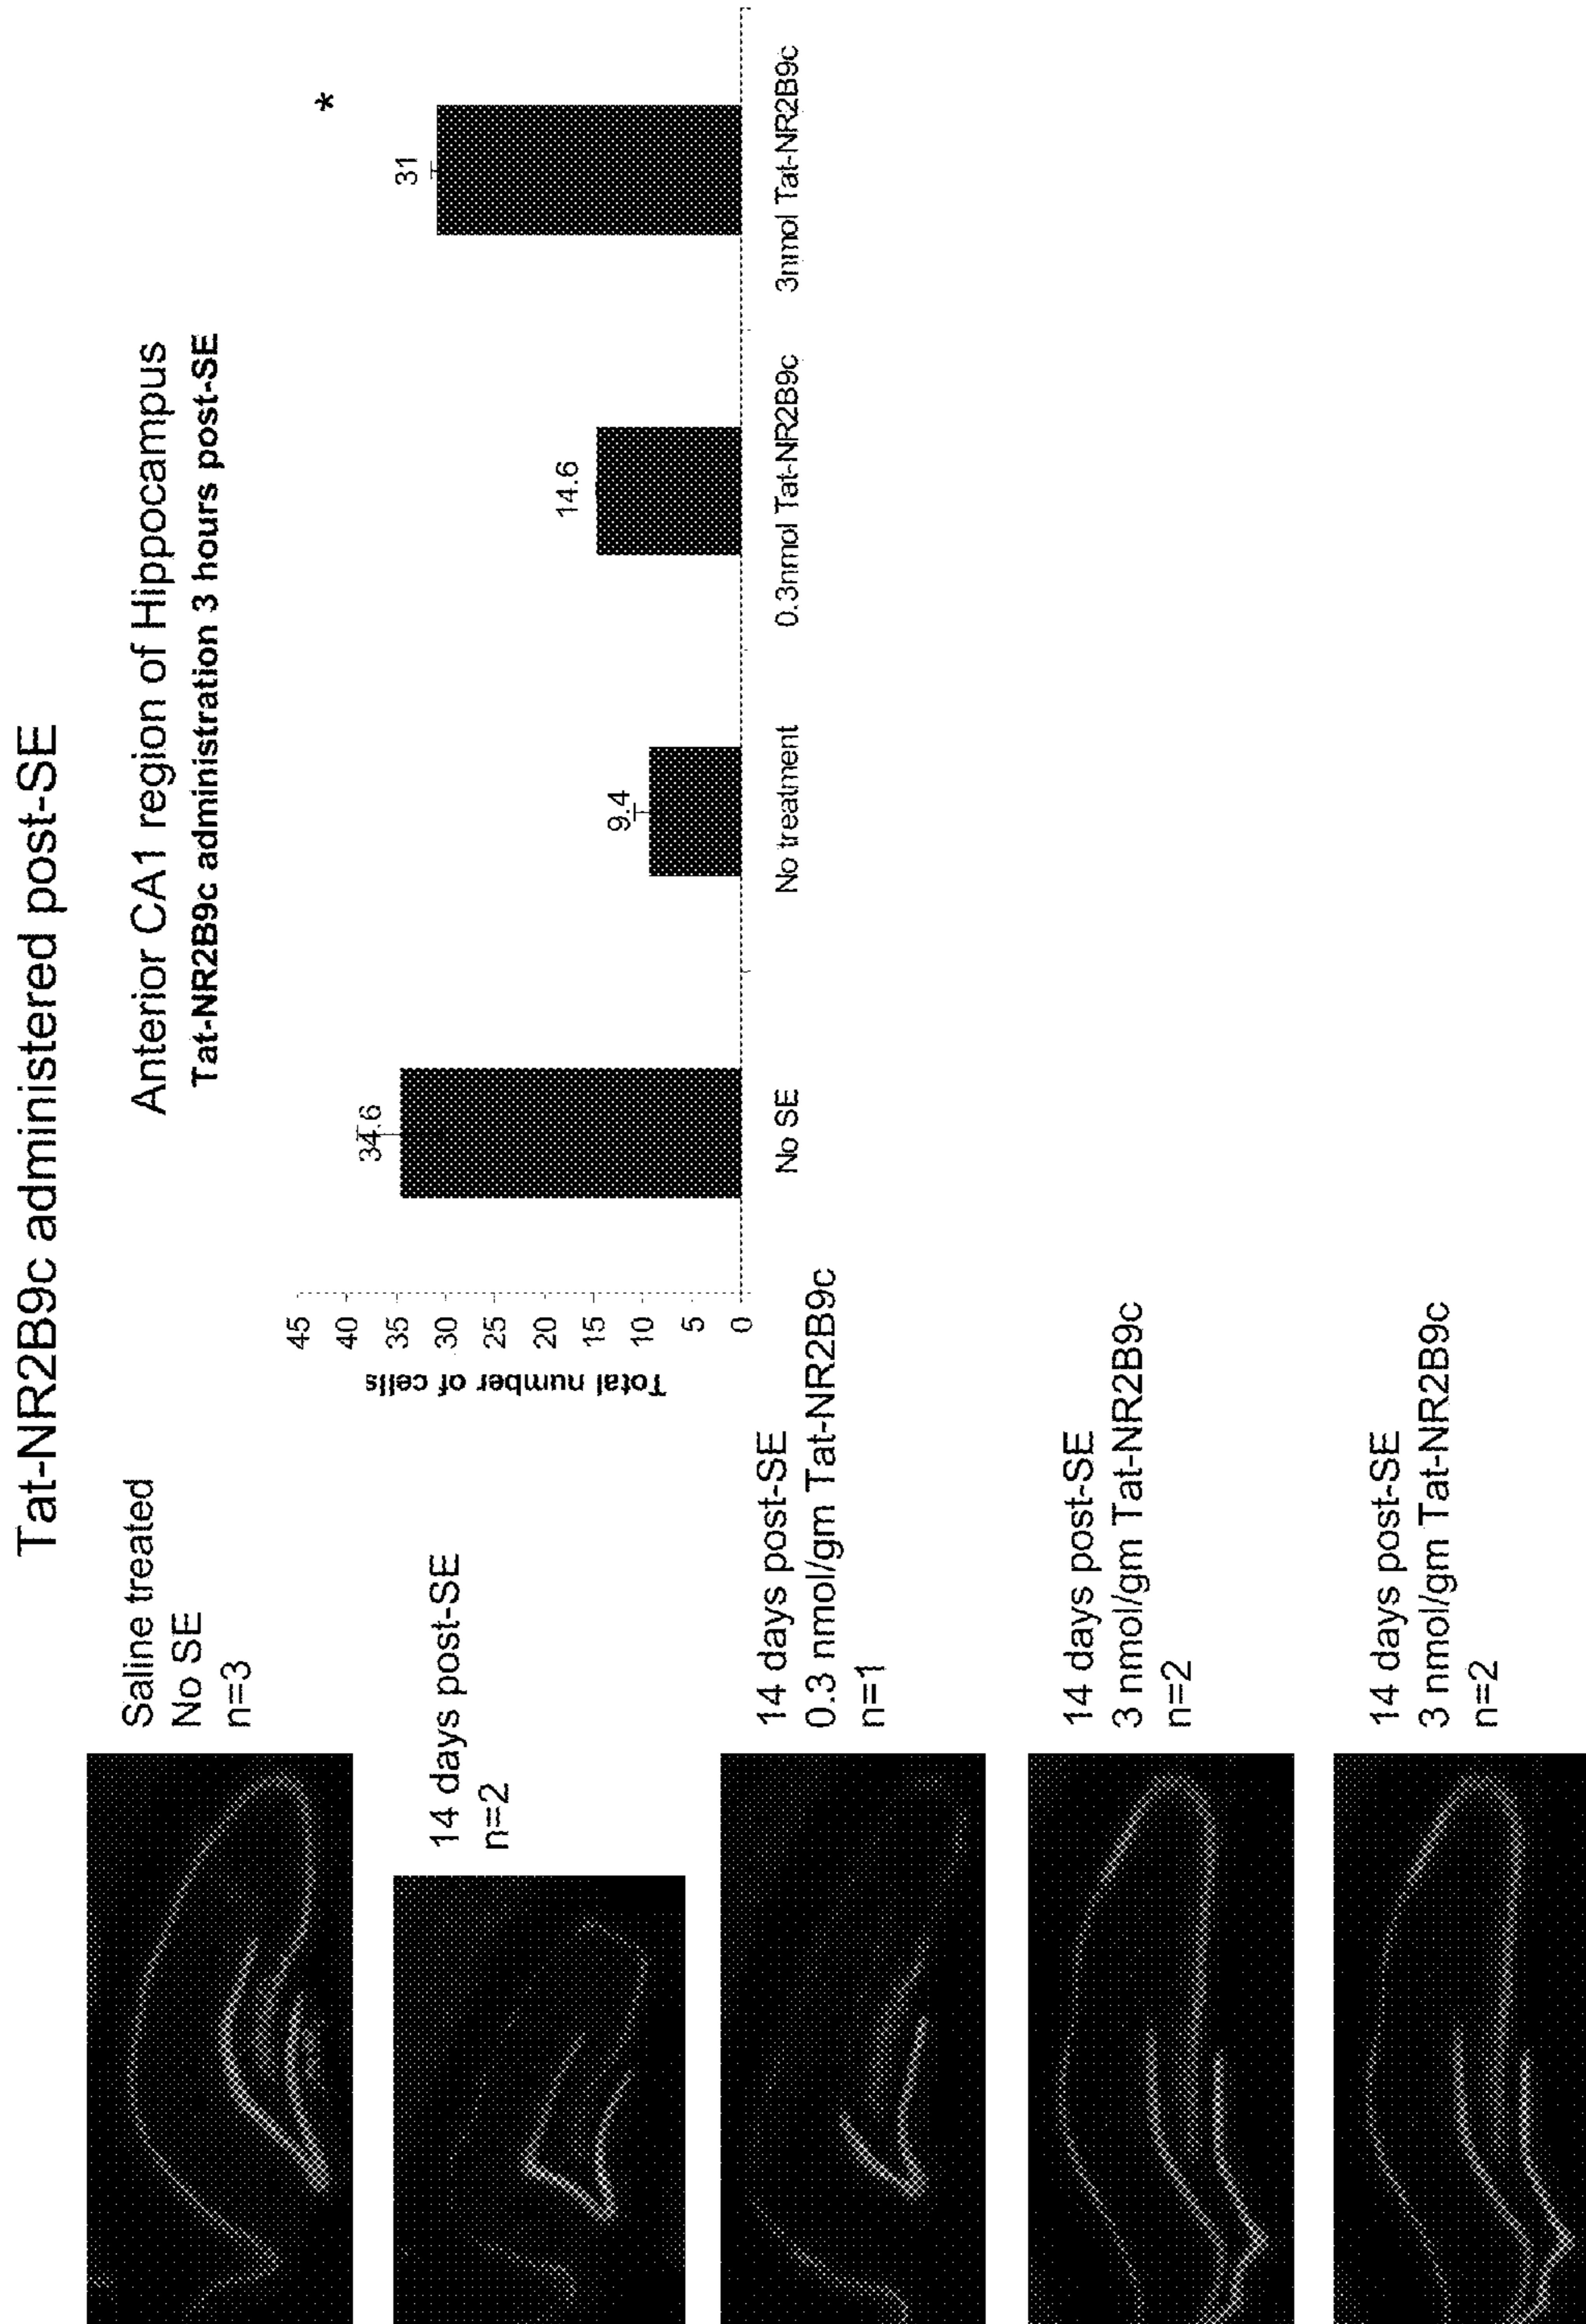 Tat-NR2B9c administered post-SE
Saline treated
No SE
n=3
14 days post-SE
n=2
14 days post-SE
0.3 nmol/gm Tat-NR2B9c
n=1
14 days post-SE
3 nmol/gm Tat-NR2B9c
n=2
14 days post-SE
3 nmol/gm Tat-NR2B9c
n=2
Anterior CA1 region of Hippocampus
Tat-NR2B9c administration 3 hours post-SE
Total number of cells
45
40
35
30
25
20
15
10
5
0
34.6
9.4
14.6
31
*
No SE
No treatment
0.3nmol Tat-NR2B9c
3nmol Tat-NR2B9c